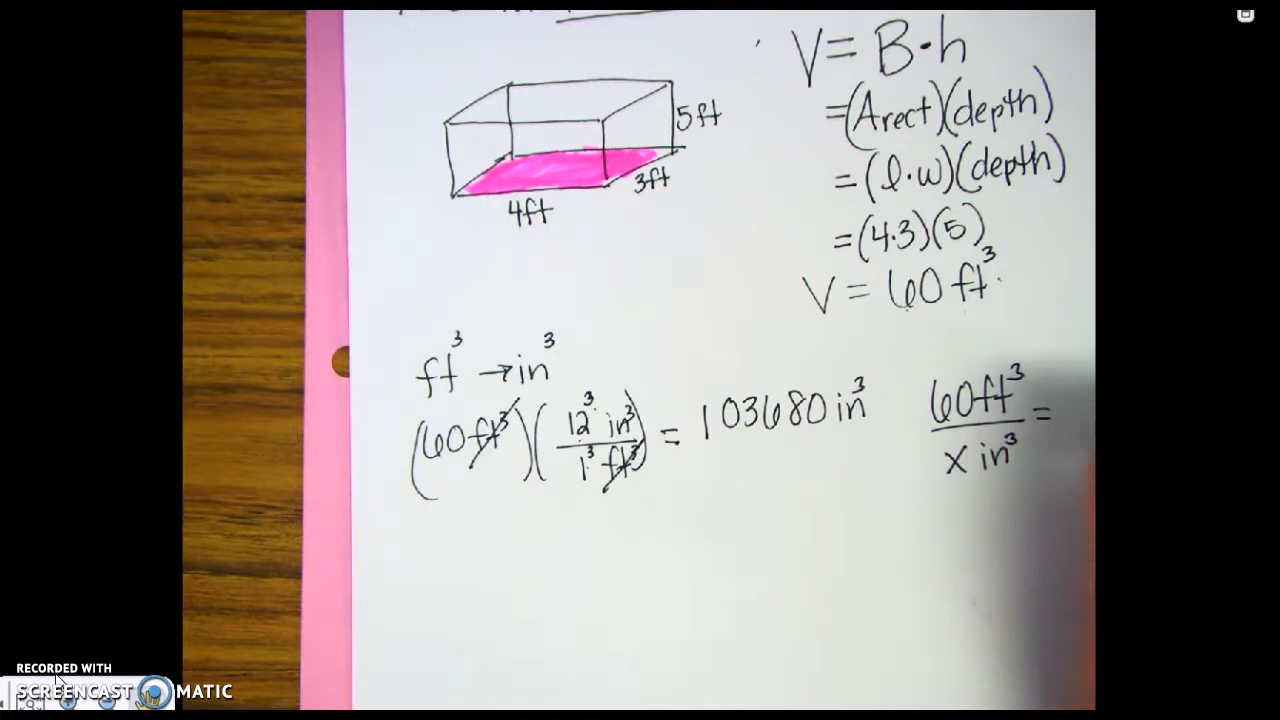 V = B·h
= (A rect)(depth)
= (l·w)(depth)
= (4·3)(5)
V = 60 ft³
5ft
3ft
4ft
ft³ → in³
(60 ft³)(12³ in³ / 1³ ft³) = 103680 in³
60 ft³ / x in³ =
RECORDED WITH
SCREENCAST MATIC